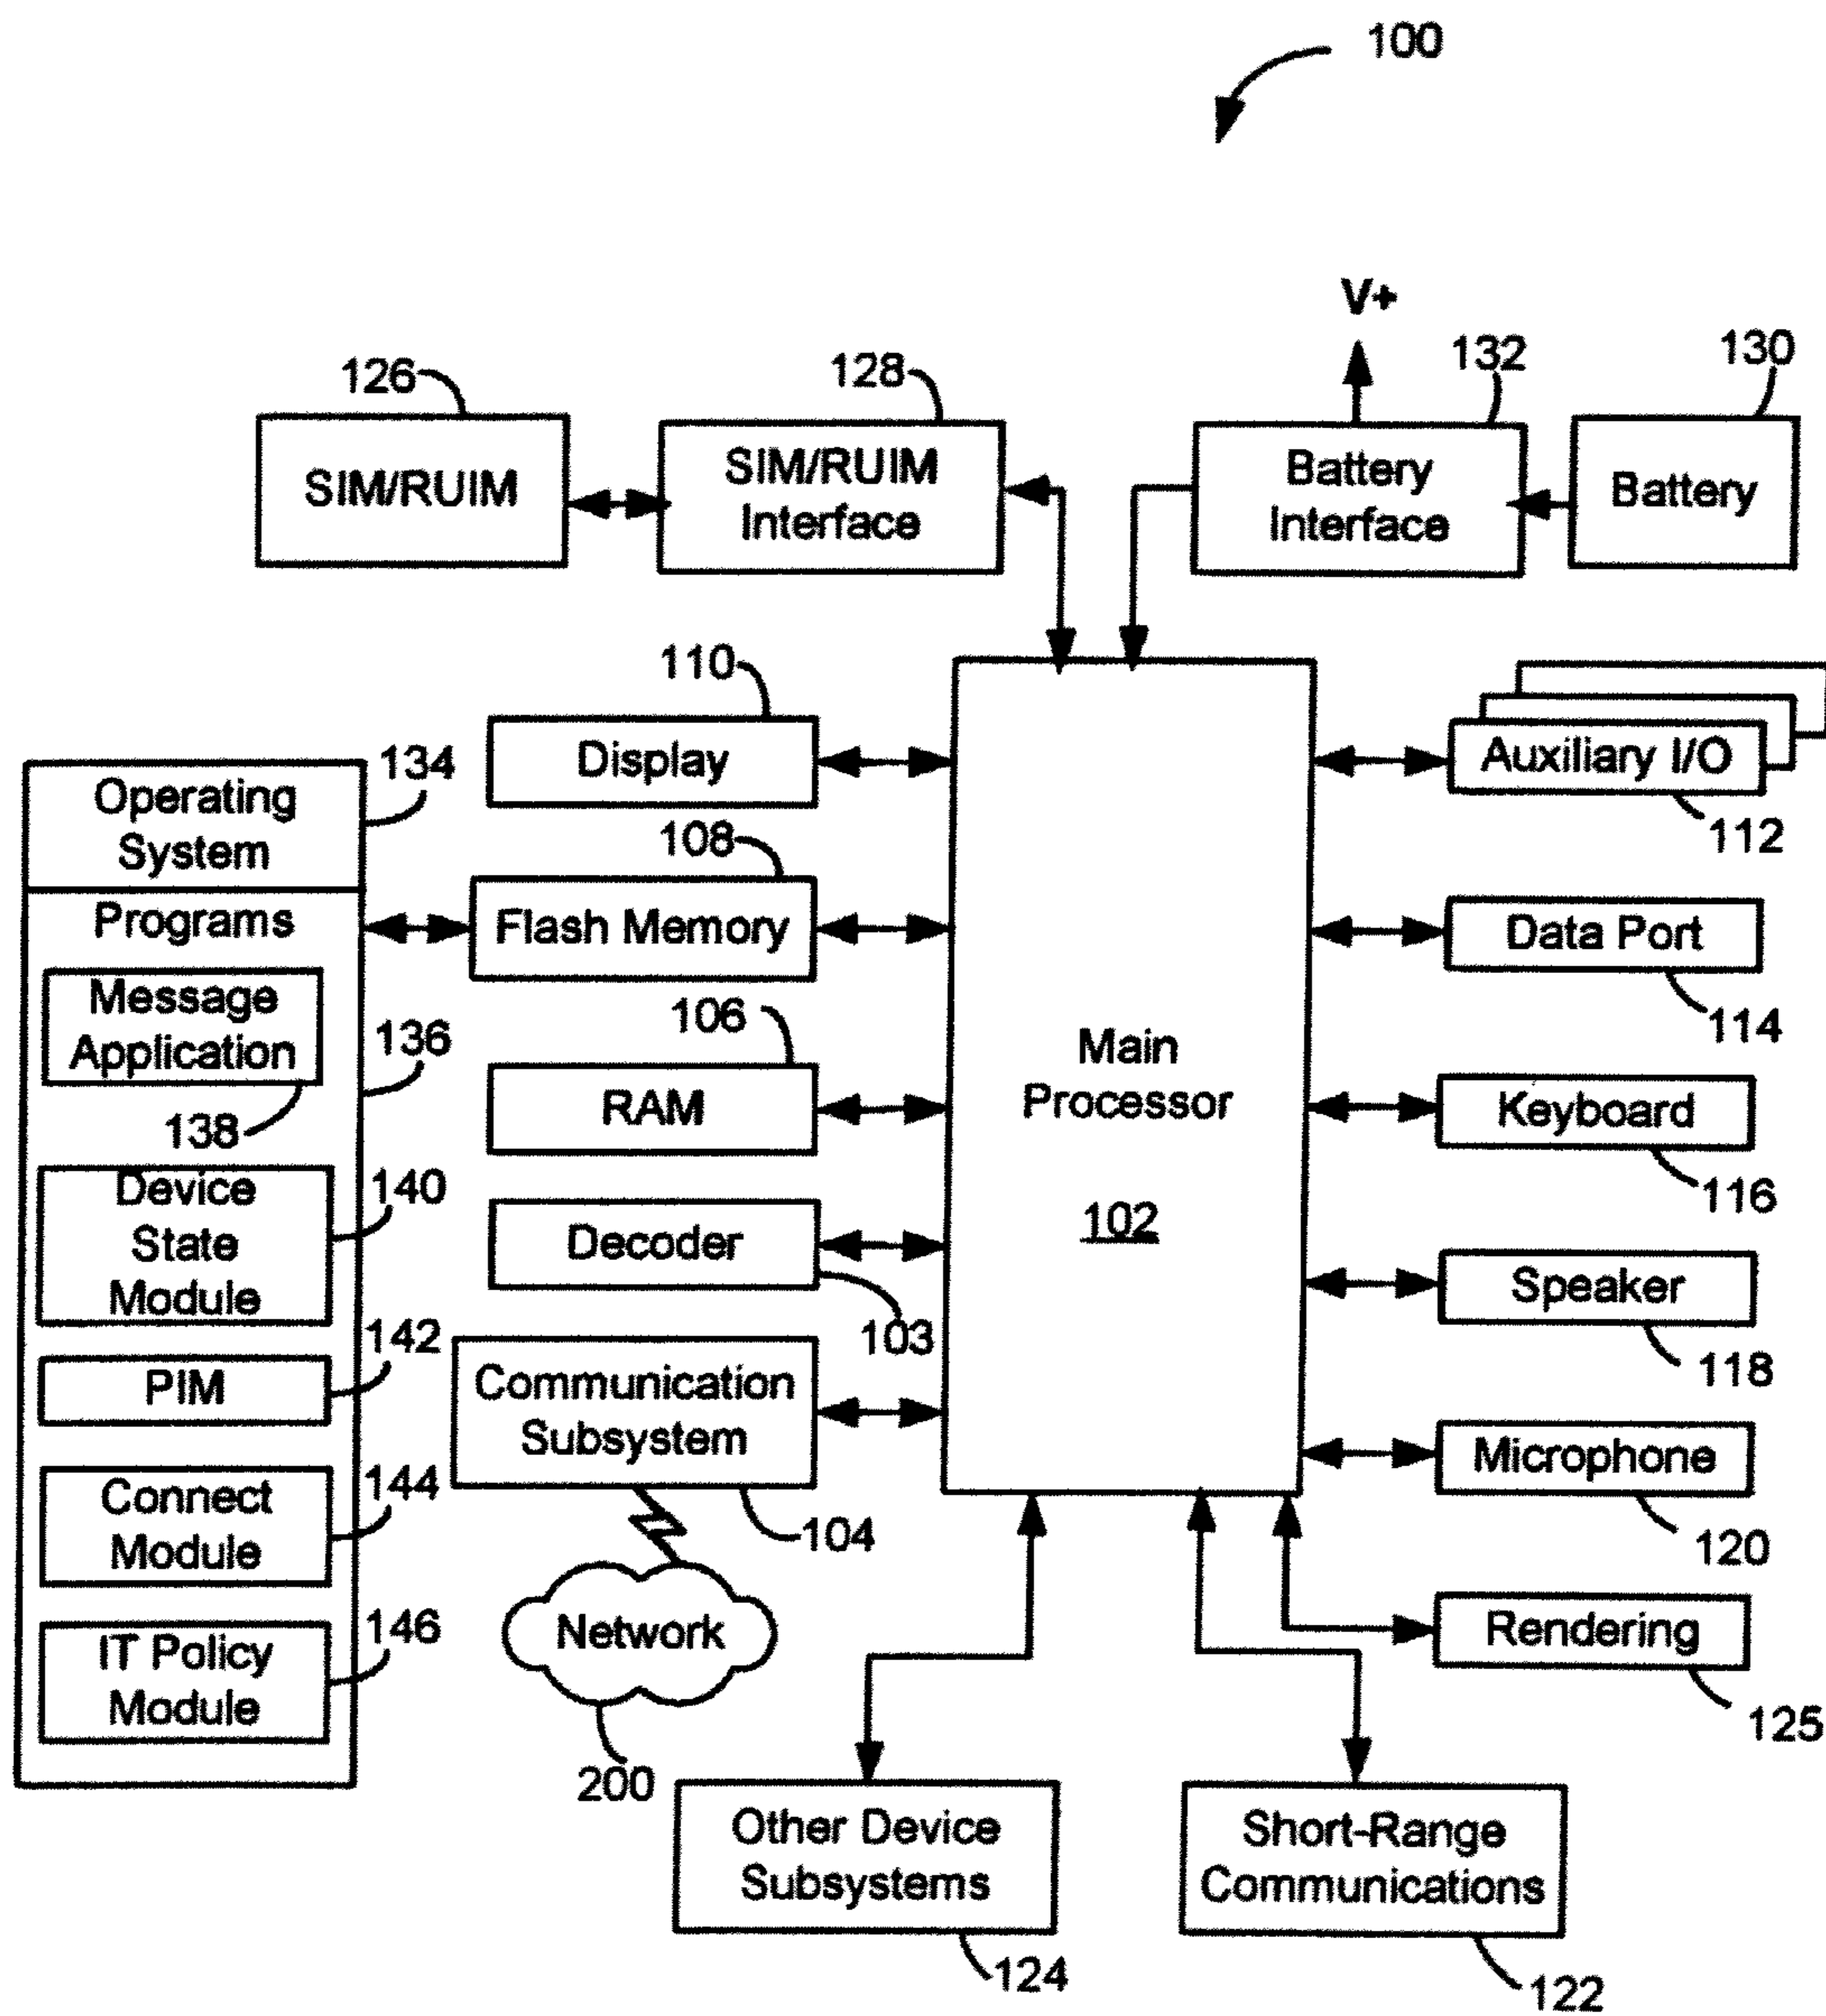 100
V+
126
128
132
130
SIM/RUIM
SIM/RUIM
Interface
Battery
Interface
Battery
110
Display
Auxiliary I/O
112
134
Operating
System
108
Flash Memory
Programs
Data Port
114
Message
Application
138
136
106
RAM
Main
Processor
102
Keyboard
116
Device
State
Module
140
Decoder
103
Speaker
118
PIM
142
Communication
Subsystem
104
Microphone
120
Connect
Module
144
Network
200
Rendering
125
IT Policy
Module
146
Other Device
Subsystems
124
Short-Range
Communications
122